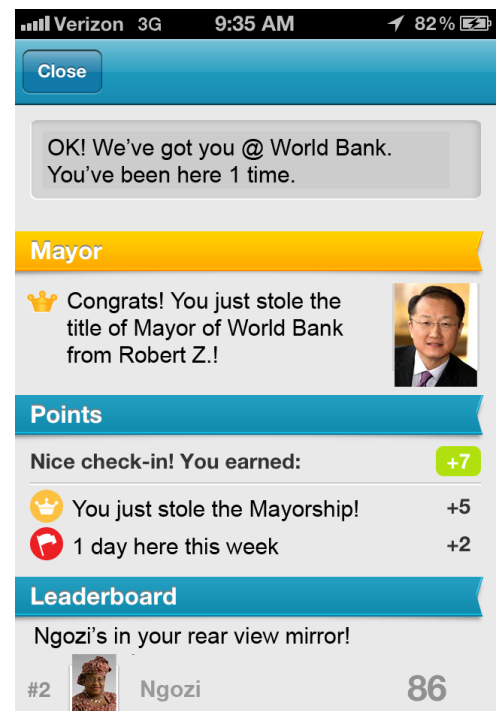 Verizon 3G 9:35 AM 82%
Close
OK! We've got you @ World Bank.
You've been here 1 time.
Mayor
Congrats! You just stole the
title of Mayor of World Bank
from Robert Z.!
Points
Nice check-in! You earned: +7
You just stole the Mayorship! +5
1 day here this week +2
Leaderboard
Ngozi's in your rear view mirror!
#2 Ngozi 86